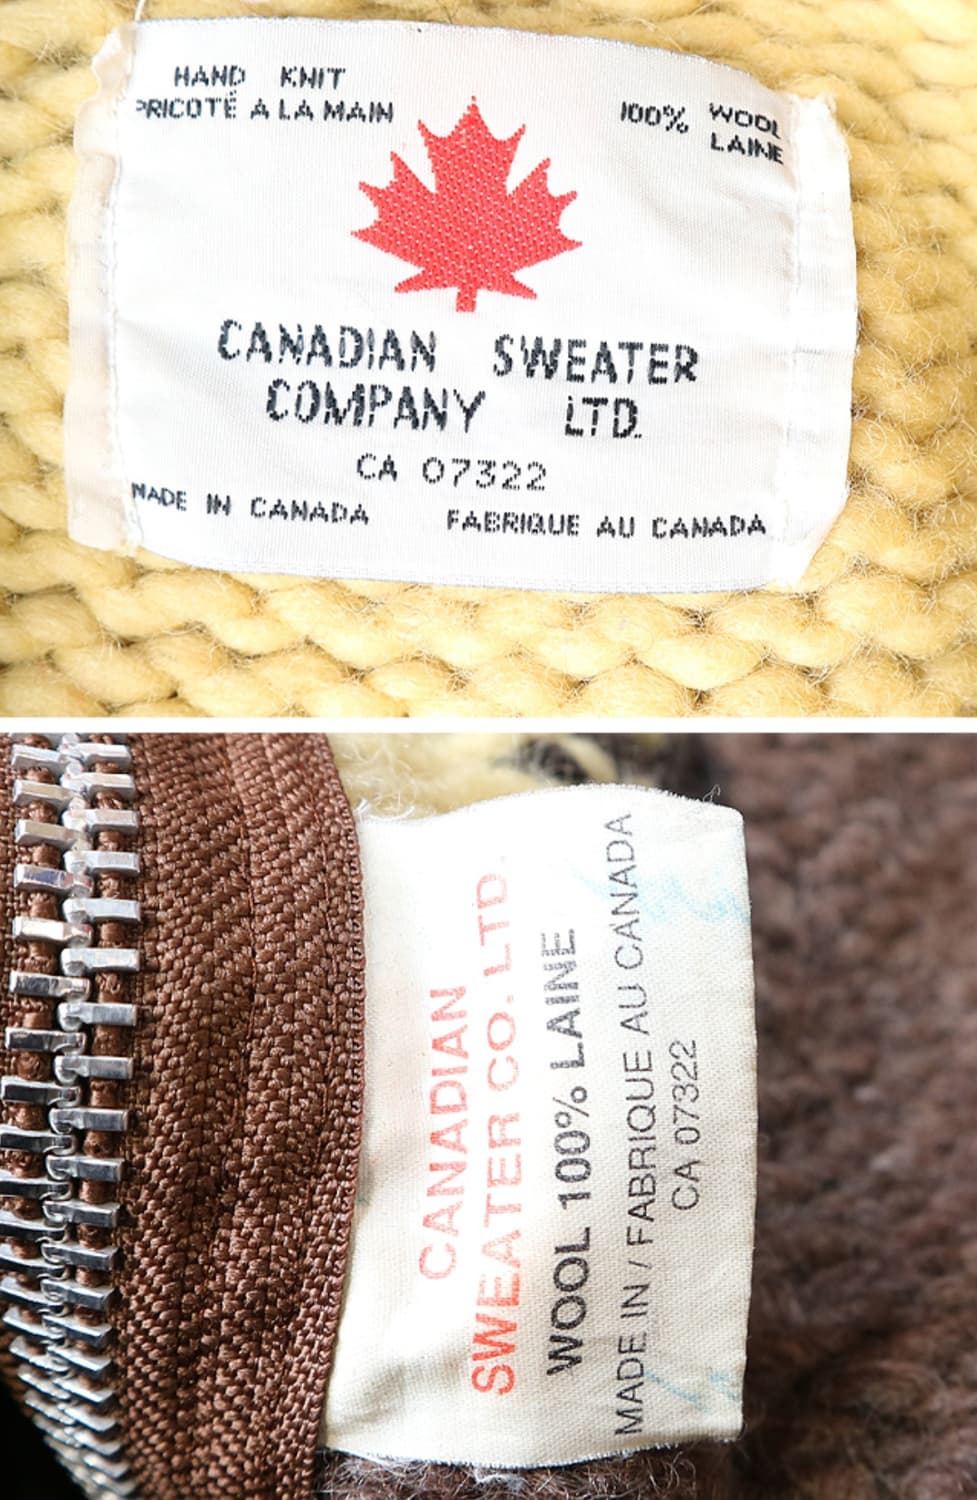 HAND KNIT
PRICOTÉ A LA MAIN
100% WOOL
LAINE
CANADIAN SWEATER
COMPANY LTD.
CA 07322
MADE IN CANADA FABRIQUE AU CANADA
CANADIAN
SWEATER CO. LTD.
WOOL 100% LAINE
MADE IN / FABRIQUE AU CANADA
CA 07322